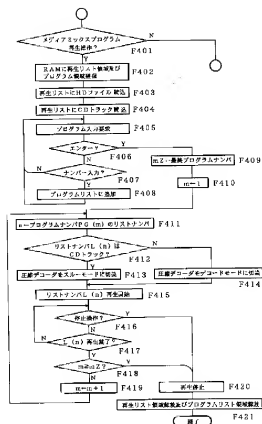 メディアミックスプログラム
再生操作？
N
F401
Y
RAMに再生リスト領域及び
プログラム領域確保
F402
再生リストにHDファイル 読込
F403
再生リストにCDトラック読込
F404
プログラム入力要求
F405
エンター？
Y
F406
N
mZ←最終プログラムナンバ
F409
ナンバー入力？
N
F407
Y
m←1
F410
プログラムリストに追加
F408
n←プログラムナンバPG（m）のリストナンバ
F411
リストナンバL（n）は
CDトラック？
N
F412
Y
圧縮デコーダをスルーモードに切換
F413
圧縮デコーダをデコードモードに切換
F414
リストナンバL（n）再生開始
F415
停止操作？
Y
F416
N
L（n）再生終了？
N
F417
Y
m≧mZ？
Y
F418
N
m←m＋1
F419
再生停止
F420
再生リスト領域解放及びプログラムリスト領域解放
F421
終了